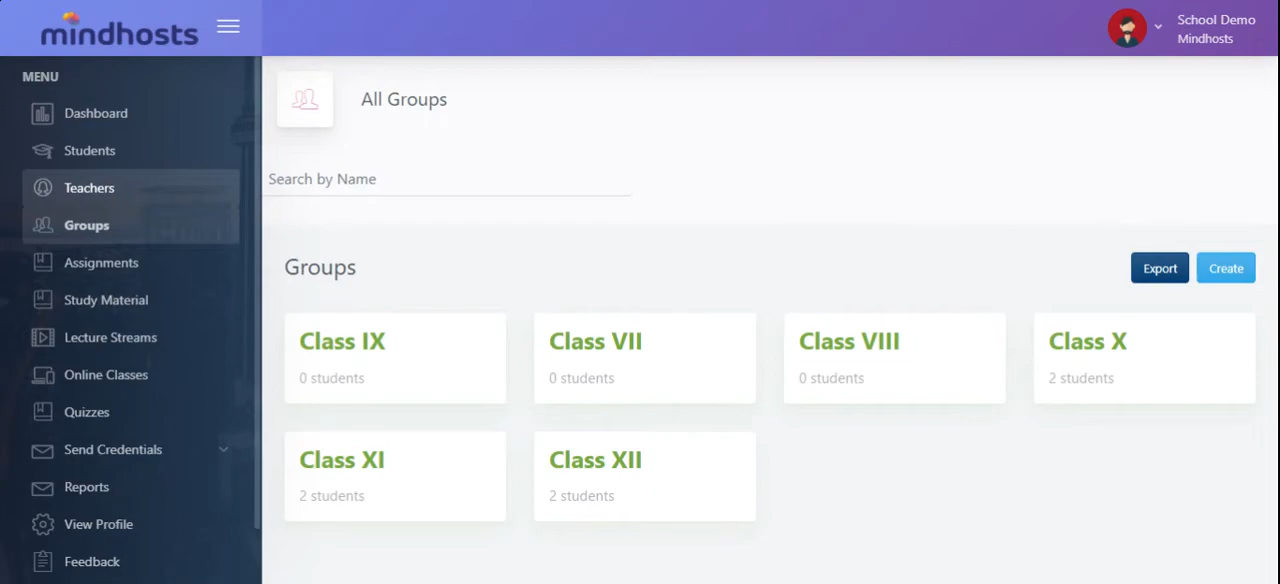 mindhosts
School Demo
Mindhosts
MENU
Dashboard
Students
Teachers
Groups
Assignments
Study Material
Lecture Streams
Online Classes
Quizzes
Send Credentials
Reports
View Profile
Feedback
All Groups
Search by Name
Groups
Export
Create
Class IX
0 students
Class VII
0 students
Class VIII
0 students
Class X
2 students
Class XI
2 students
Class XII
2 students